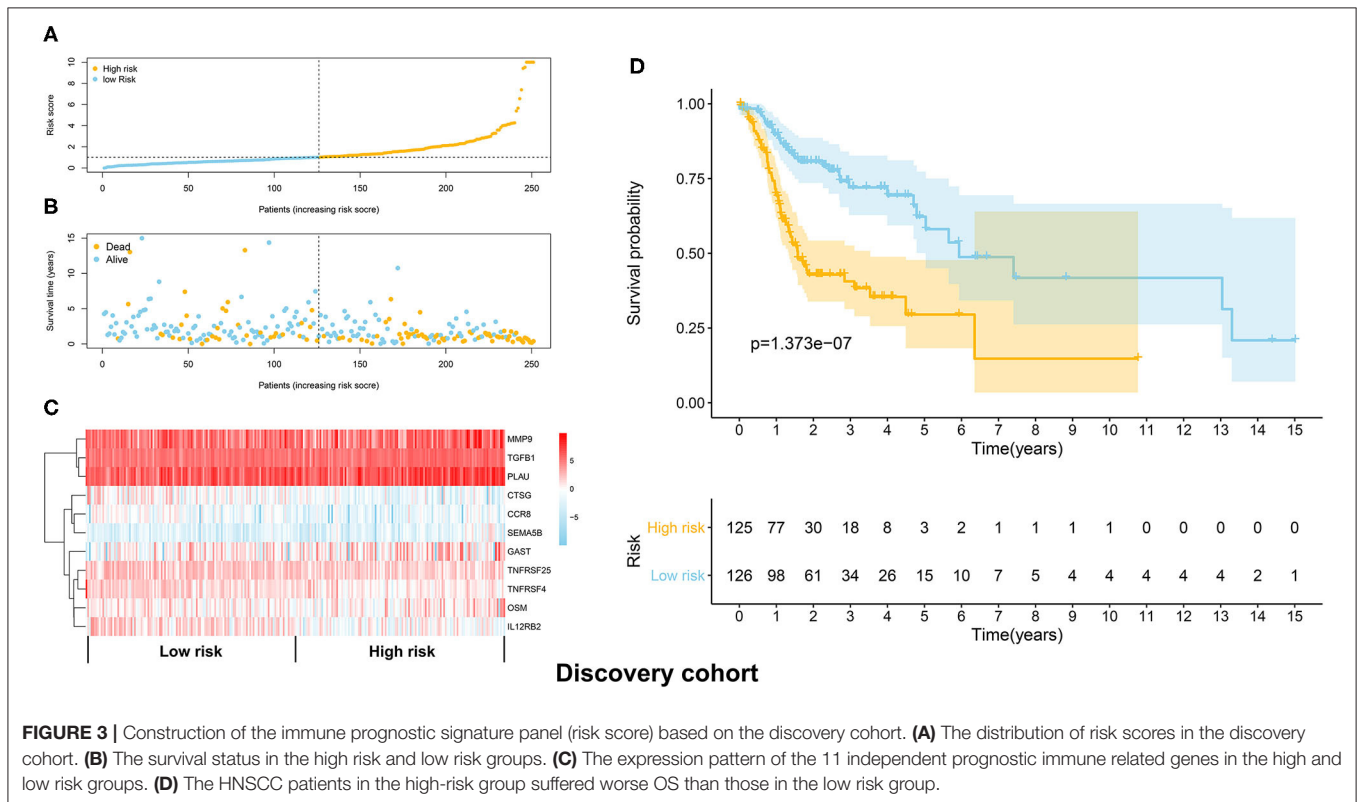 A
High risk
low Risk
Risk score
10
8
6
4
2
0
0 50 100 150 200 250
Patients (increasing risk socre)
B
Dead
Alive
Survival time (years)
15
10
5
0
0 50 100 150 200 250
Patients (increasing risk socre)
C
MMP9
TGFB1
PLAU
CTSG
CCR8
SEMA5B
GAST
TNFRSF25
TNFRSF4
OSM
IL12RB2
5
0
−5
Low risk High risk
D
Survival probability
1.00
0.75
0.50
0.25
0.00
p=1.373e−07
0 1 2 3 4 5 6 7 8 9 10 11 12 13 14 15
Time(years)
Risk
High risk 125 77 30 18 8 3 2 1 1 1 1 0 0 0 0 0
Low risk 126 98 61 34 26 15 10 7 5 4 4 4 4 4 2 1
0 1 2 3 4 5 6 7 8 9 10 11 12 13 14 15
Time(years)
Discovery cohort
FIGURE 3 | Construction of the immune prognostic signature panel (risk score) based on the discovery cohort. (A) The distribution of risk scores in the discovery
cohort. (B) The survival status in the high risk and low risk groups. (C) The expression pattern of the 11 independent prognostic immune related genes in the high and
low risk groups. (D) The HNSCC patients in the high-risk group suffered worse OS than those in the low risk group.